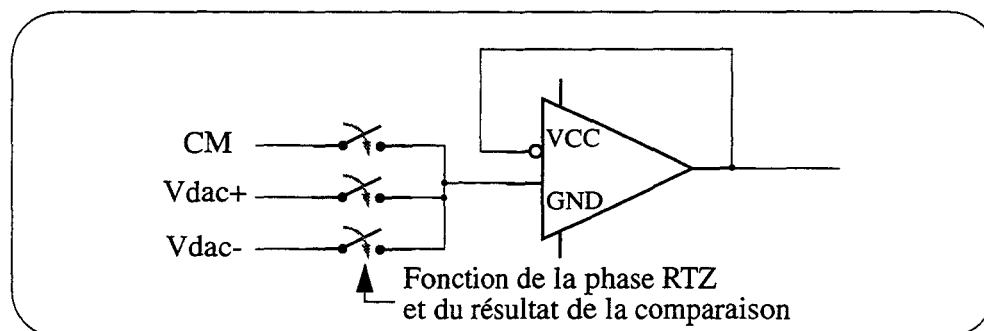 CM
VCC
Vdac+
GND
Vdac-
Fonction de la phase RTZ
et du résultat de la comparaison